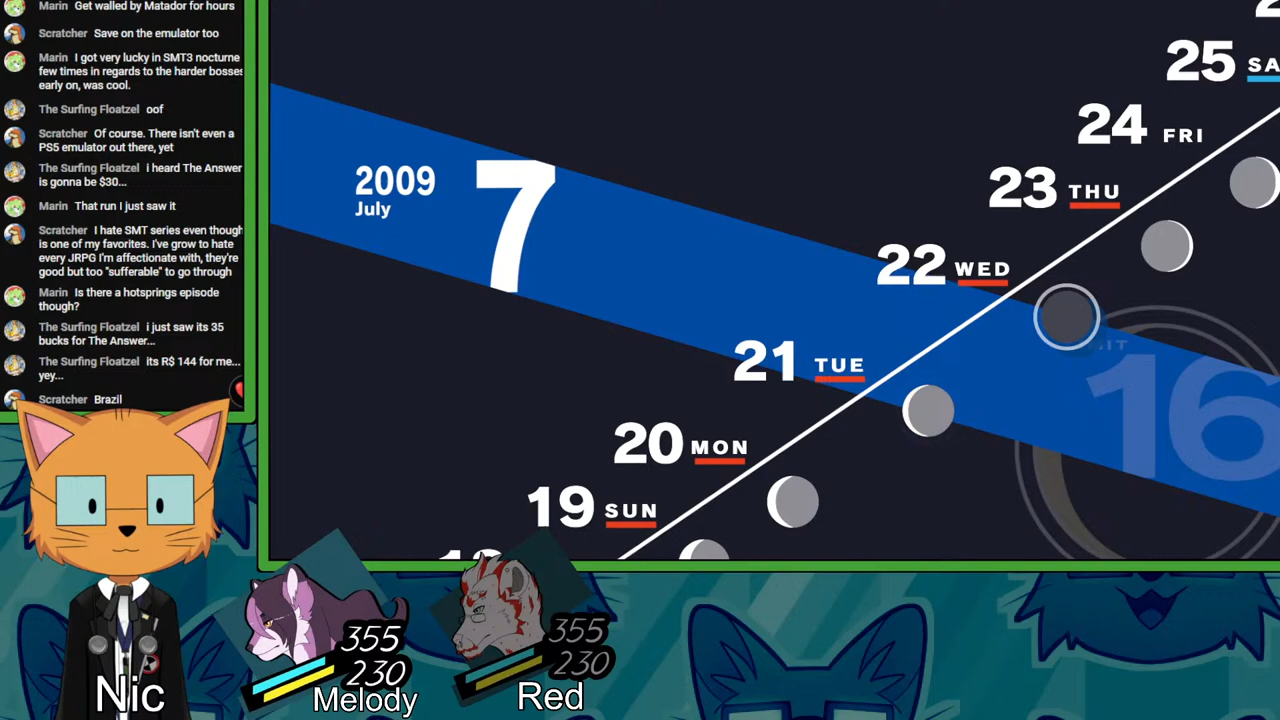 Marin Get walled by Matador for hours
Scratcher Save on the emulator too
Marin I got very lucky in SMT3 nocturne
few times in regards to the harder bosses
early on, was cool.
The Surfing Floatzel oof
Scratcher Of course. There isn't even a
PS5 emulator out there, yet
The Surfing Floatzel i heard The Answer
is gonna be $30...
Marin That run I just saw it
Scratcher I hate SMT series even though
is one of my favorites. I've grow to hate
every JRPG I'm affectionate with, they're
good but too "sufferable" to go through
Marin Is there a hotsprings episode
though?
The Surfing Floatzel i just saw its 35
bucks for The Answer...
The Surfing Floatzel its R$ 144 for me...
yey...
Scratcher Brazil
2009
July
7
25 SA
24 FRI
23 THU
22 WED
21 TUE
20 MON
19 SUN
16
355
230
355
230
Nic
Melody
Red